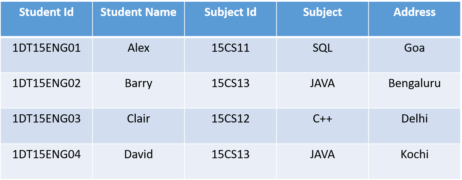 Student Id Student Name Subject Id Subject Address
1DT15ENG01 Alex 15CS11 SQL Goa
1DT15ENG02 Barry 15CS13 JAVA Bengaluru
1DT15ENG03 Clair 15CS12 C++ Delhi
1DT15ENG04 David 15CS13 JAVA Kochi